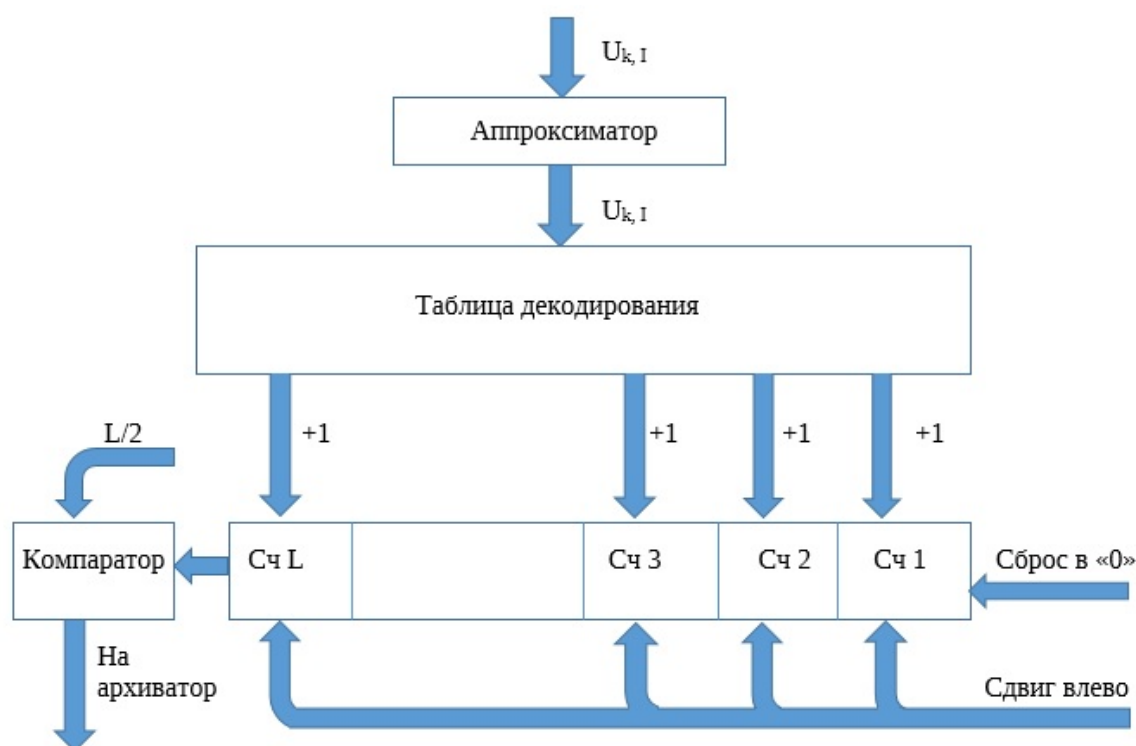 U k, I
Аппроксиматор
U k, I
Таблица декодирования
L/2
+1
+1
+1
+1
Компаратор
Сч L
Сч 3
Сч 2
Сч 1
Сброс в «0»
На
архиватор
Сдвиг влево